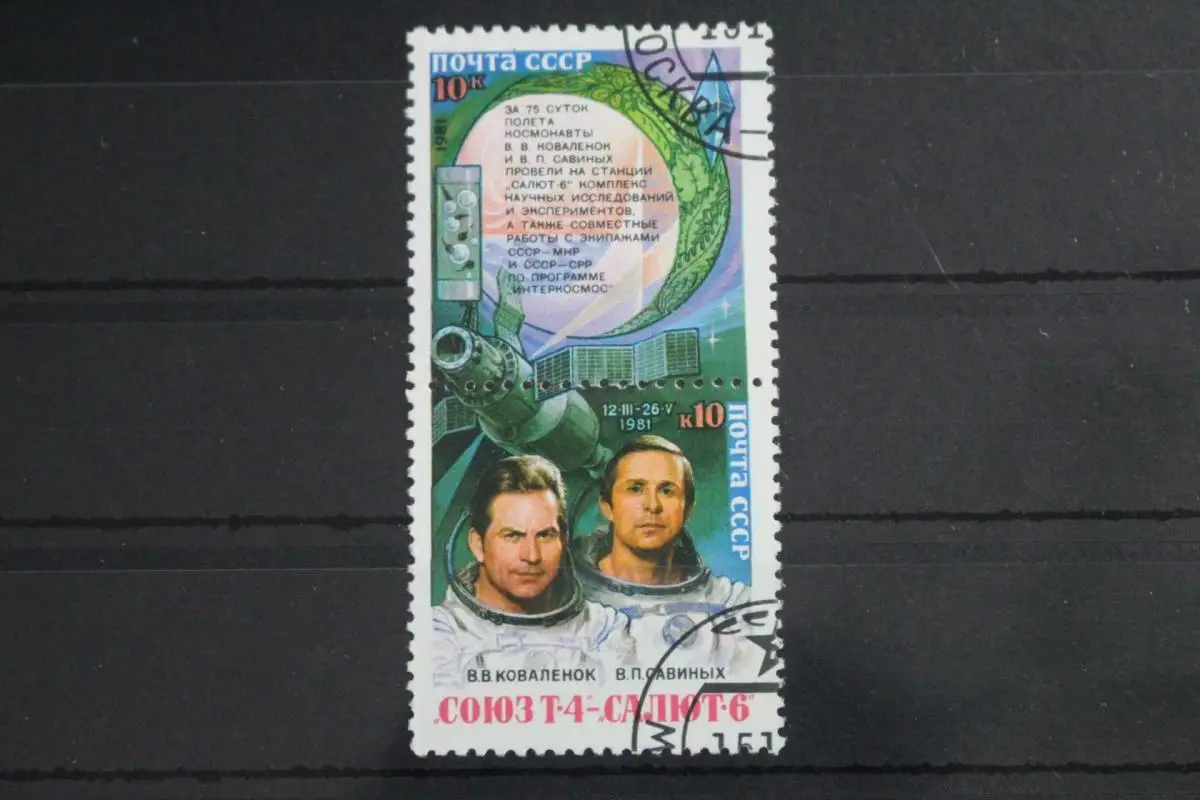 ПОЧТА СССР
10к
1981
ЗА 75 СУТОК
ПОЛЕТА
КОСМОНАВТЫ
В. В. КОВАЛЕНОК
И В. П. САВИНЫХ
ПРОВЕЛИ НА СТАНЦИИ
„САЛЮТ-6" КОМПЛЕКС
НАУЧНЫХ ИССЛЕДОВАНИЙ
И ЭКСПЕРИМЕНТОВ,
А ТАКЖЕ СОВМЕСТНЫЕ
РАБОТЫ С ЭКИПАЖАМИ
СССР—МНР
И СССР—СРР
ПО ПРОГРАММЕ
„ИНТЕРКОСМОС"
МОСКВА
12·III-26·V
1981
к10
ПОЧТА СССР
В.В.КОВАЛЕНОК В.П.САВИНЫХ
„СОЮЗ Т·4"-„САЛЮТ·6"